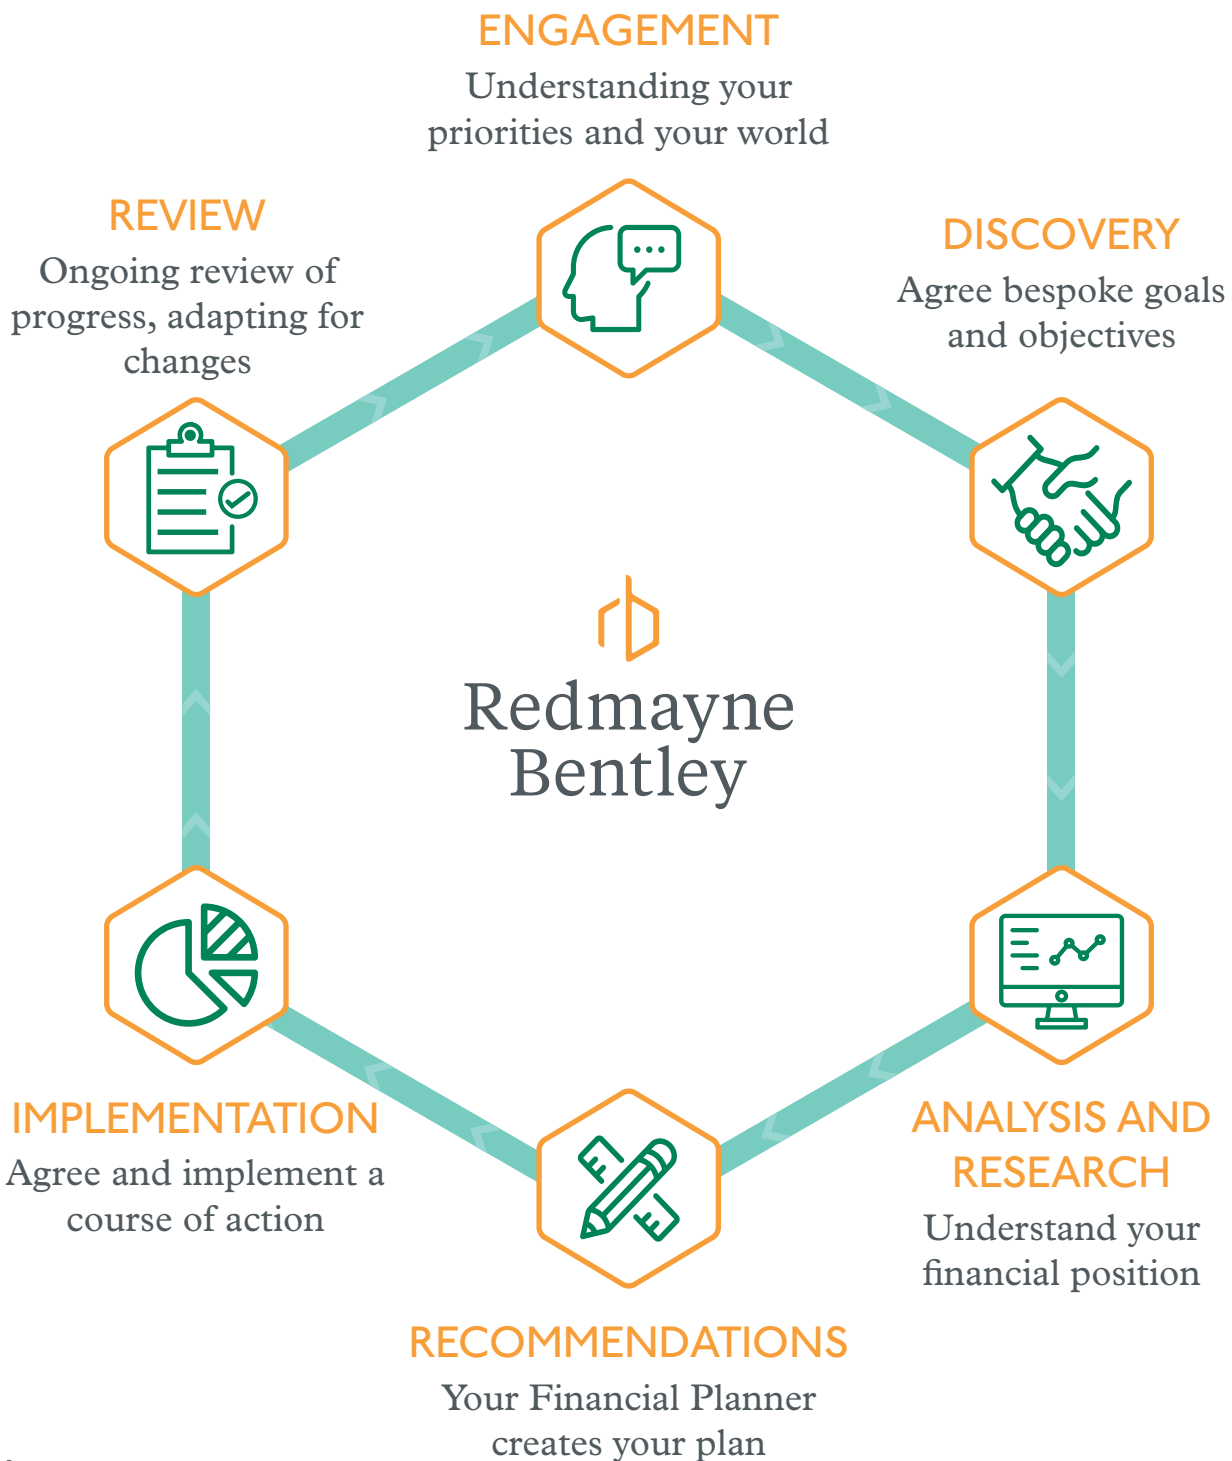 ENGAGEMENT
Understanding your
priorities and your world
DISCOVERY
Agree bespoke goals
and objectives
ANALYSIS AND
RESEARCH
Understand your
financial position
RECOMMENDATIONS
Your Financial Planner
creates your plan
IMPLEMENTATION
Agree and implement a
course of action
REVIEW
Ongoing review of
progress, adapting for
changes
Redmayne
Bentley